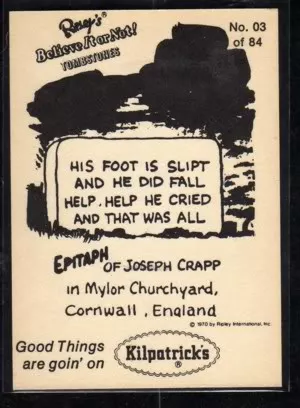 Ripley's
Believe It or Not!
TOMBSTONES
No. 03
of 84
HIS FOOT IS SLIPT
AND HE DID FALL
HELP. HELP HE CRIED
AND THAT WAS ALL
EPITAPH OF JOSEPH CRAPP
in Mylor Churchyard,
Cornwall, England
© 1970 by Ripley International, Inc.
Good Things
are goin' on
Kilpatrick's
®